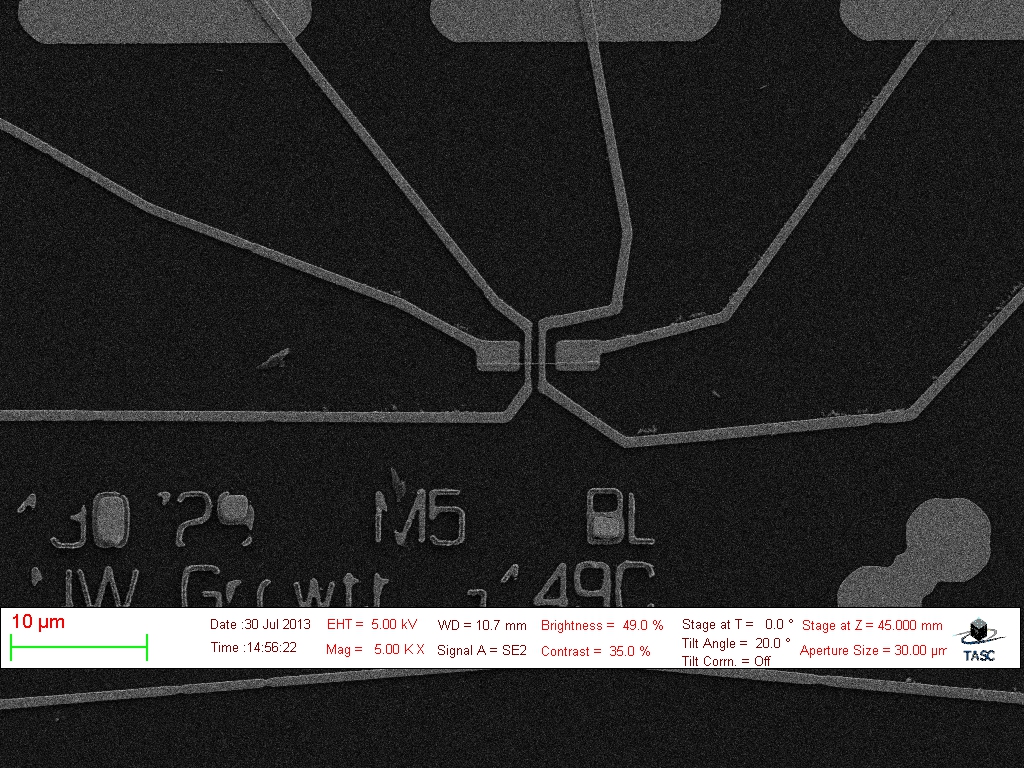 M5 8L
49C
10 µm
Date :30 Jul 2013 EHT = 5.00 kV WD = 10.7 mm Brightness = 49.0 % Stage at T = 0.0 ° Stage at Z = 45.000 mm
Time :14:56:22 Mag = 5.00 K X Signal A = SE2 Contrast = 35.0 % Tilt Angle = 20.0 ° Aperture Size = 30.00 µm
Tilt Corrn. = Off
TASC